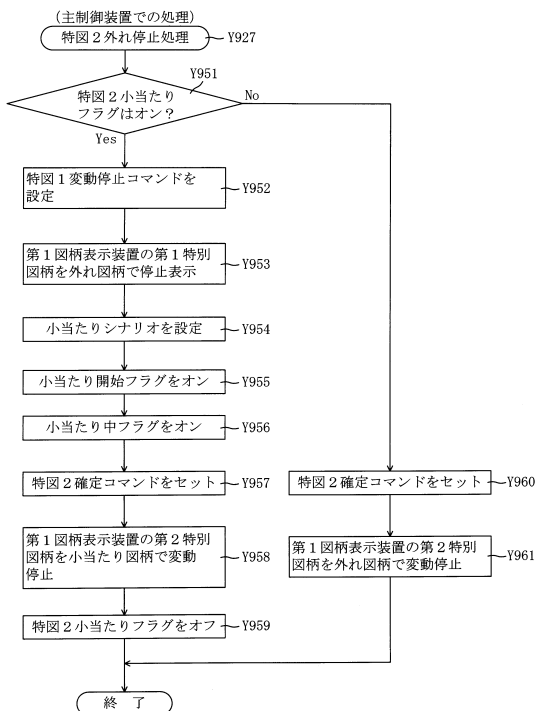 (主制御装置での処理)
特図2外れ停止処理
Y927
Y951
特図2小当たり
フラグはオン?
No
Yes
特図1変動停止コマンドを
設定
Y952
第1図柄表示装置の第1特別
図柄を外れ図柄で停止表示
Y953
小当たりシナリオを設定
Y954
小当たり開始フラグをオン
Y955
小当たり中フラグをオン
Y956
特図2確定コマンドをセット
Y957
特図2確定コマンドをセット
Y960
第1図柄表示装置の第2特別
図柄を小当たり図柄で変動
停止
Y958
第1図柄表示装置の第2特別
図柄を外れ図柄で変動停止
Y961
特図2小当たりフラグをオフ
Y959
終 了